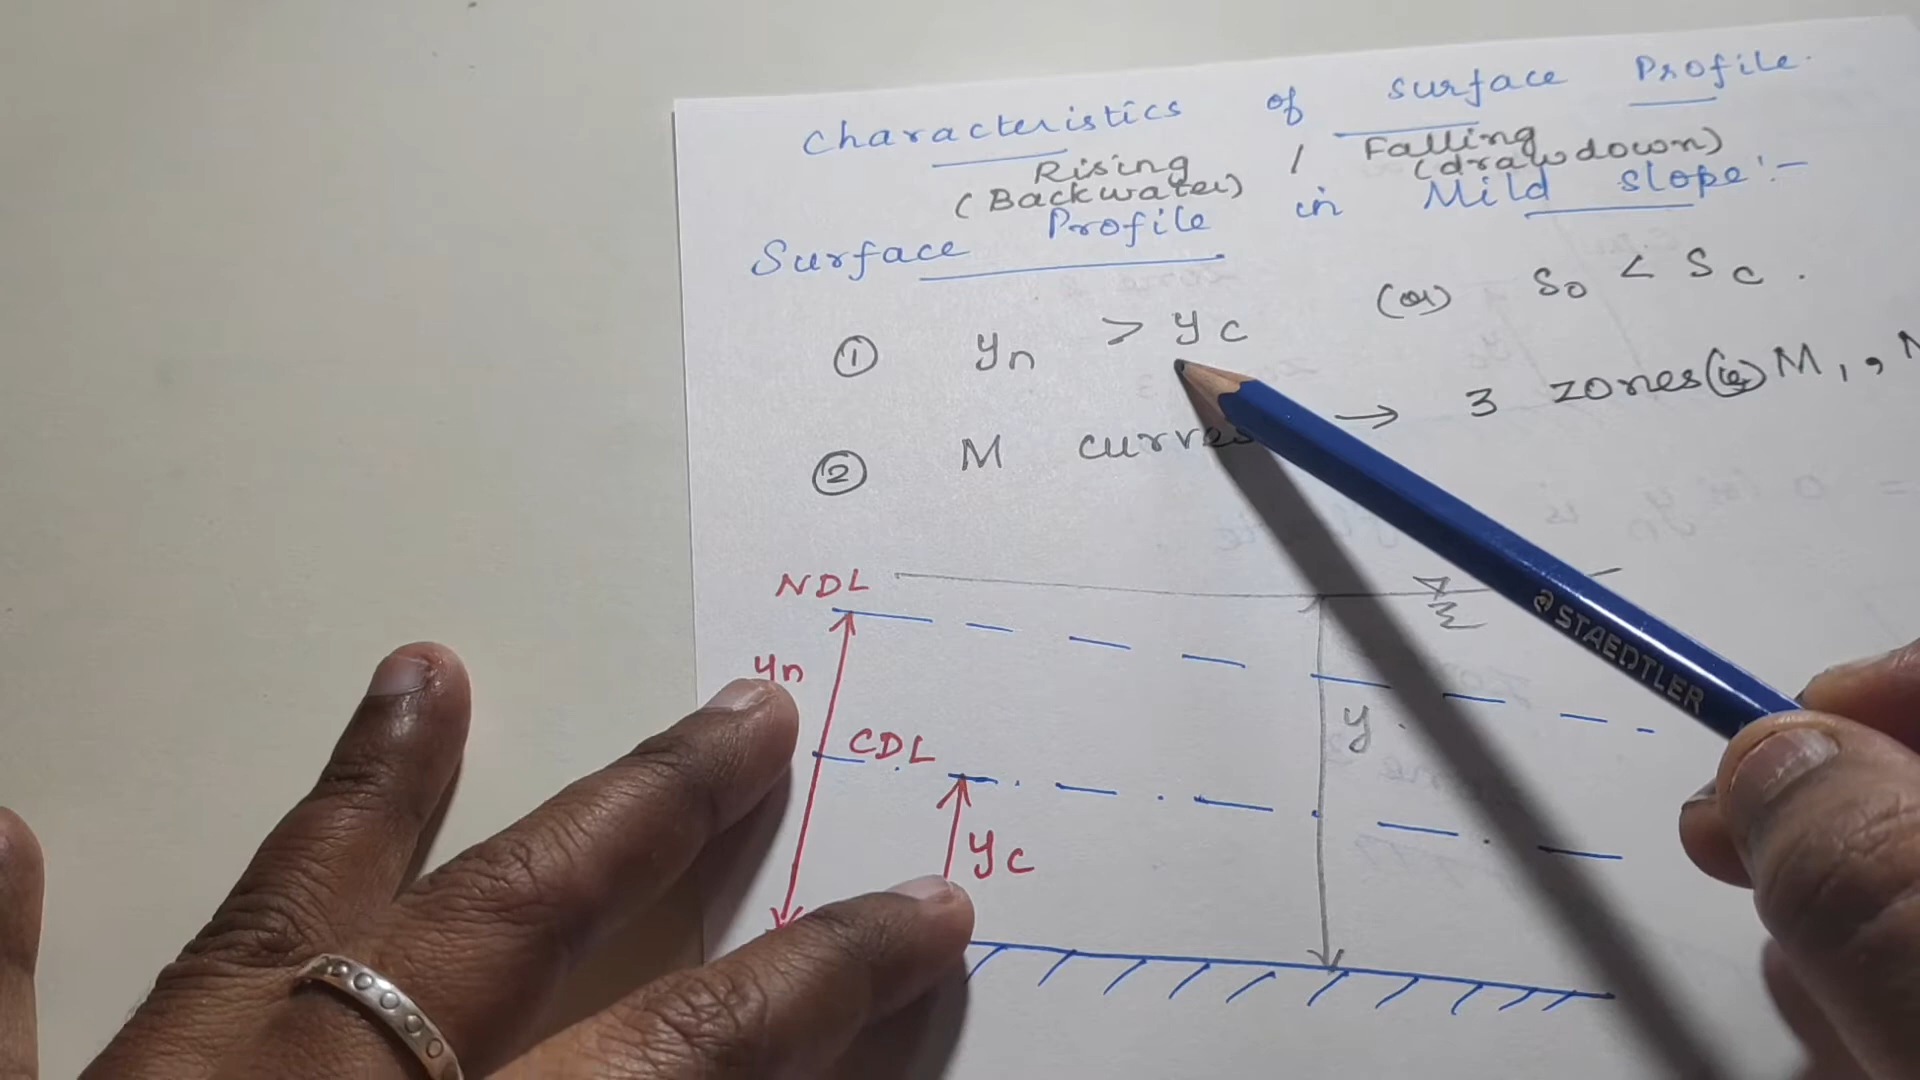 Characteristics of surface Profile.
Rising / Falling
(Backwater) (drawdown)
Surface Profile in Mild slope:-
① yn > yc (or) S0 < Sc.
② M curves → 3 zones (ie) M1,
NDL
yn
CDL
y.
yc
STAEDTLER